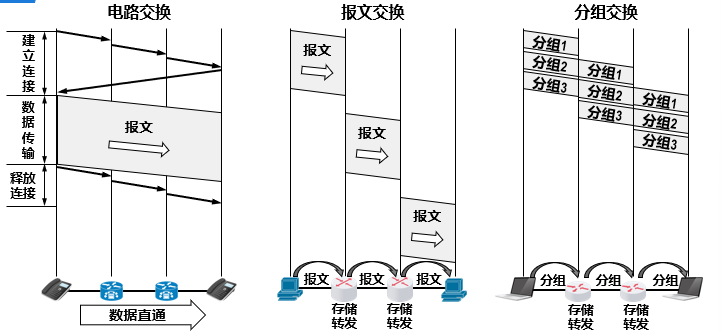 电路交换
报文交换
分组交换
建立连接
数据传输
释放
连接
报文
数据直通
报文
报文
报文
报文
报文
报文
存储
转发
存储
转发
分组1
分组2
分组3
分组1
分组2
分组3
分组1
分组2
分组3
分组
分组
分组
存储
转发
存储
转发